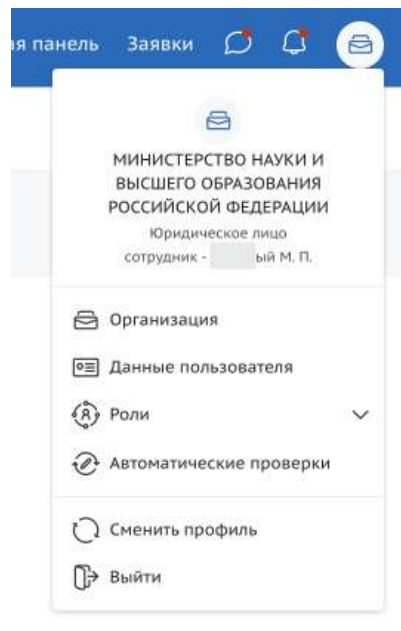 ая панель Заявки
МИНИСТЕРСТВО НАУКИ И
ВЫСШЕГО ОБРАЗОВАНИЯ
РОССИЙСКОЙ ФЕДЕРАЦИИ
Юридическое лицо
сотрудник - ый М. П.
Организация
Данные пользователя
Роли
Автоматические проверки
Сменить профиль
Выйти